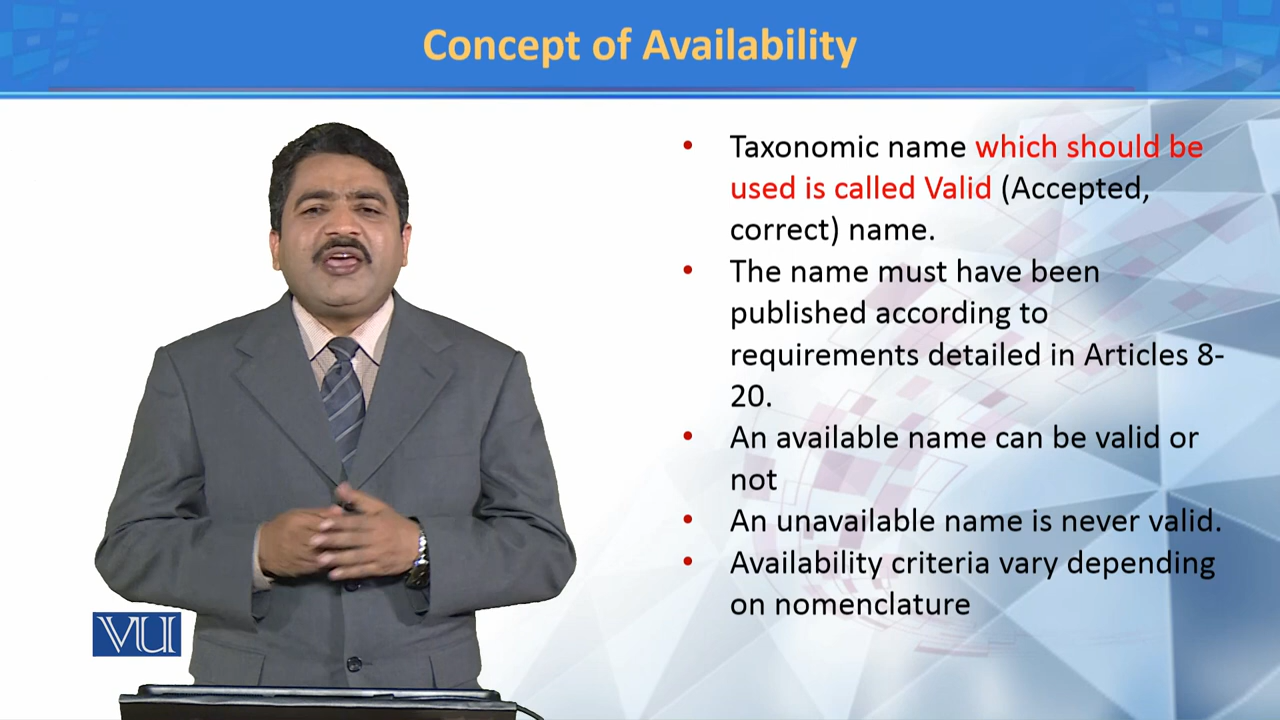 Concept of Availability
• Taxonomic name which should be
used is called Valid (Accepted,
correct) name.
• The name must have been
published according to
requirements detailed in Articles 8-
20.
• An available name can be valid or
not
• An unavailable name is never valid.
• Availability criteria vary depending
on nomenclature
VU